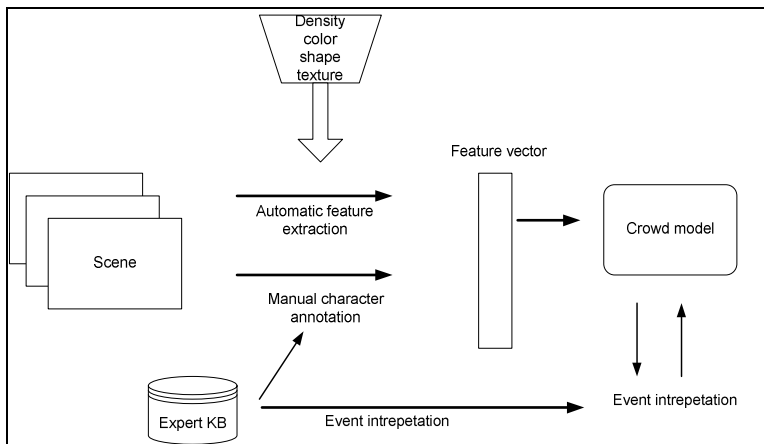 Density
color
shape
texture
Feature vector
Automatic feature
extraction
Scene
Crowd model
Manual character
annotation
Expert KB
Event intrepetation
Event intrepetation